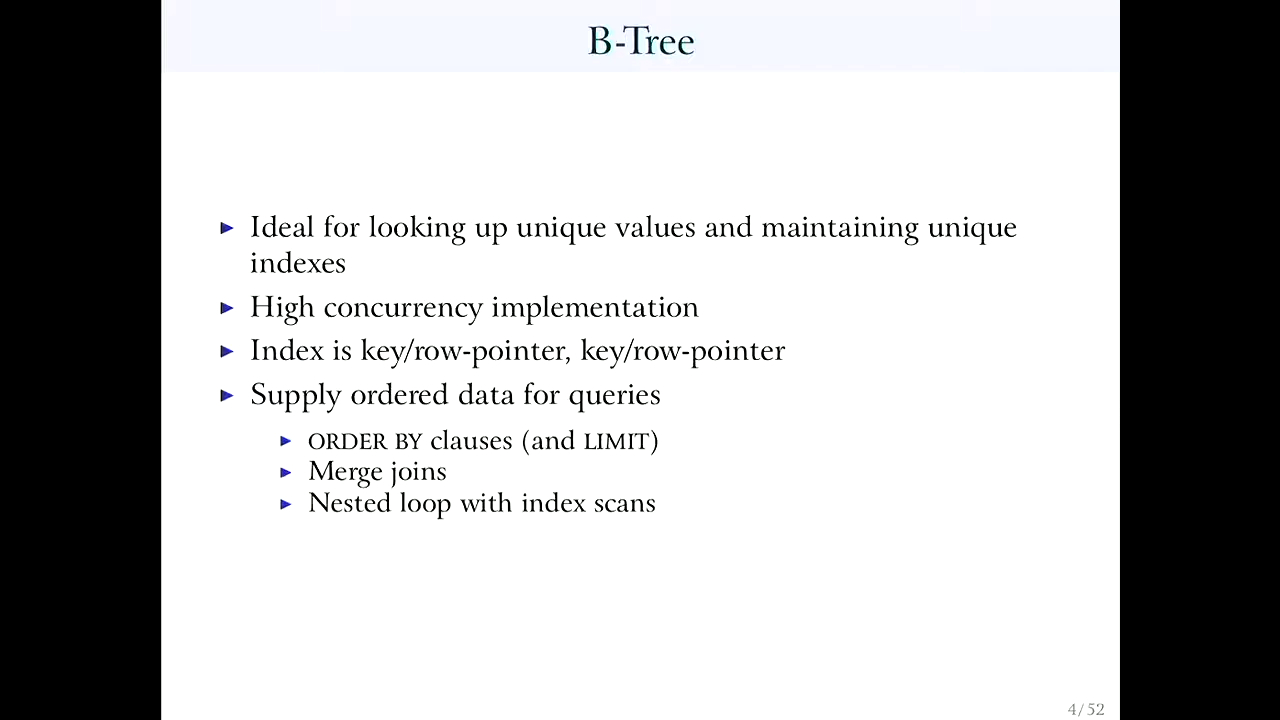 B-Tree
Ideal for looking up unique values and maintaining unique
indexes
High concurrency implementation
Index is key/row-pointer, key/row-pointer
Supply ordered data for queries
ORDER BY clauses (and LIMIT)
Merge joins
Nested loop with index scans
4/52